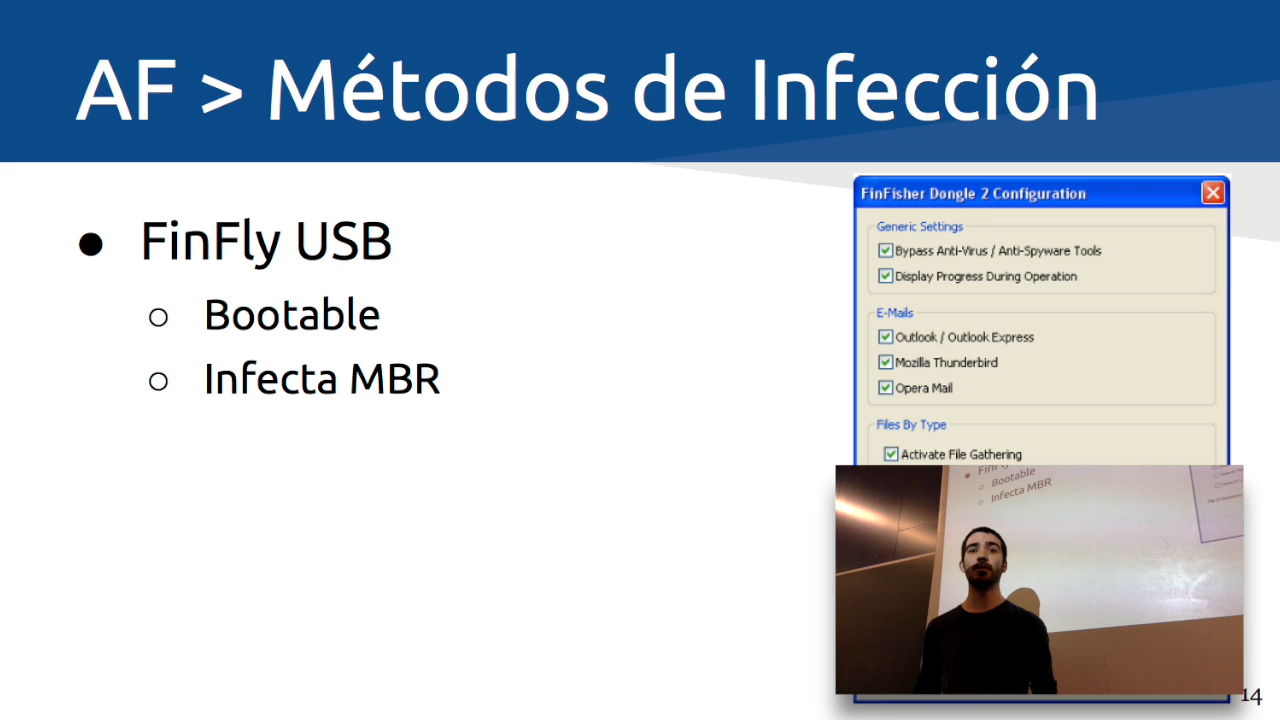 AF > Métodos de Infección
● FinFly USB
○ Bootable
○ Infecta MBR
FinFisher Dongle 2 Configuration
Generic Settings
Bypass Anti-Virus / Anti-Spyware Tools
Display Progress During Operation
E-Mails
Outlook / Outlook Express
Mozilla Thunderbird
Opera Mail
Files By Type
Activate File Gathering
Bootable
Infecta MBR
14